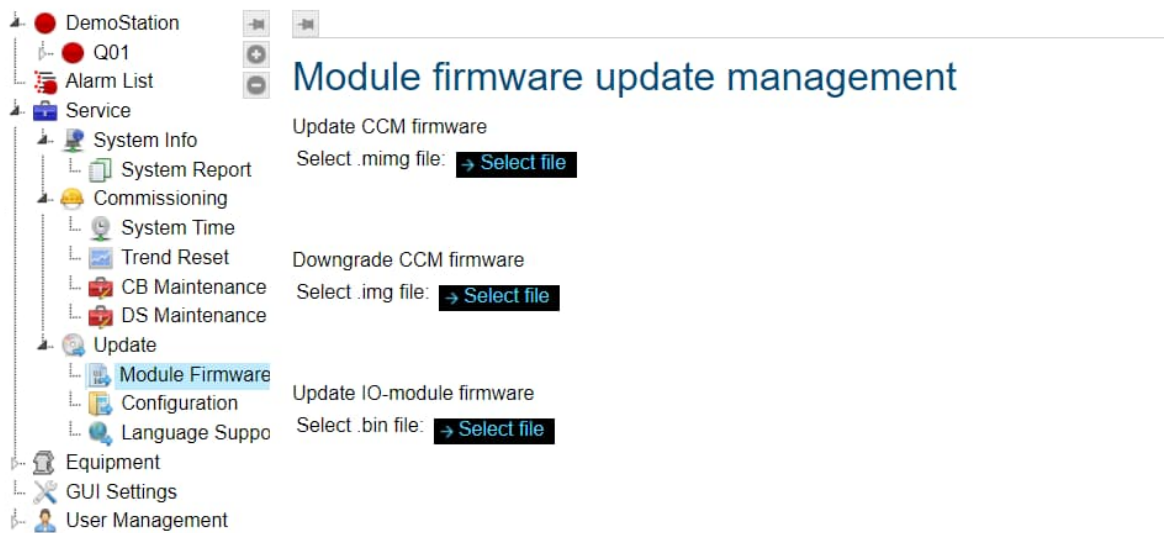 DemoStation
Q01
Alarm List
Service
System Info
System Report
Commissioning
System Time
Trend Reset
CB Maintenance
DS Maintenance
Update
Module Firmware
Configuration
Language Suppo
Equipment
GUI Settings
User Management
Module firmware update management
Update CCM firmware
Select .mimg file: → Select file
Downgrade CCM firmware
Select .img file: → Select file
Update IO-module firmware
Select .bin file: → Select file